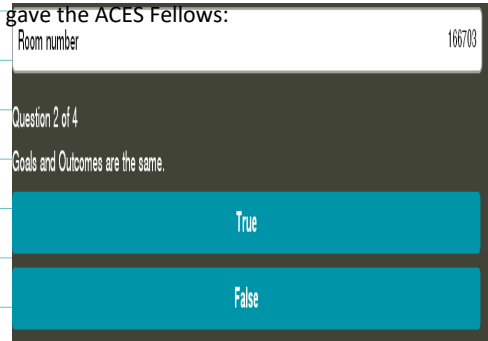 gave the ACES Fellows:
Room number 166703
Question 2 of 4
Goals and Outcomes are the same.
True
False